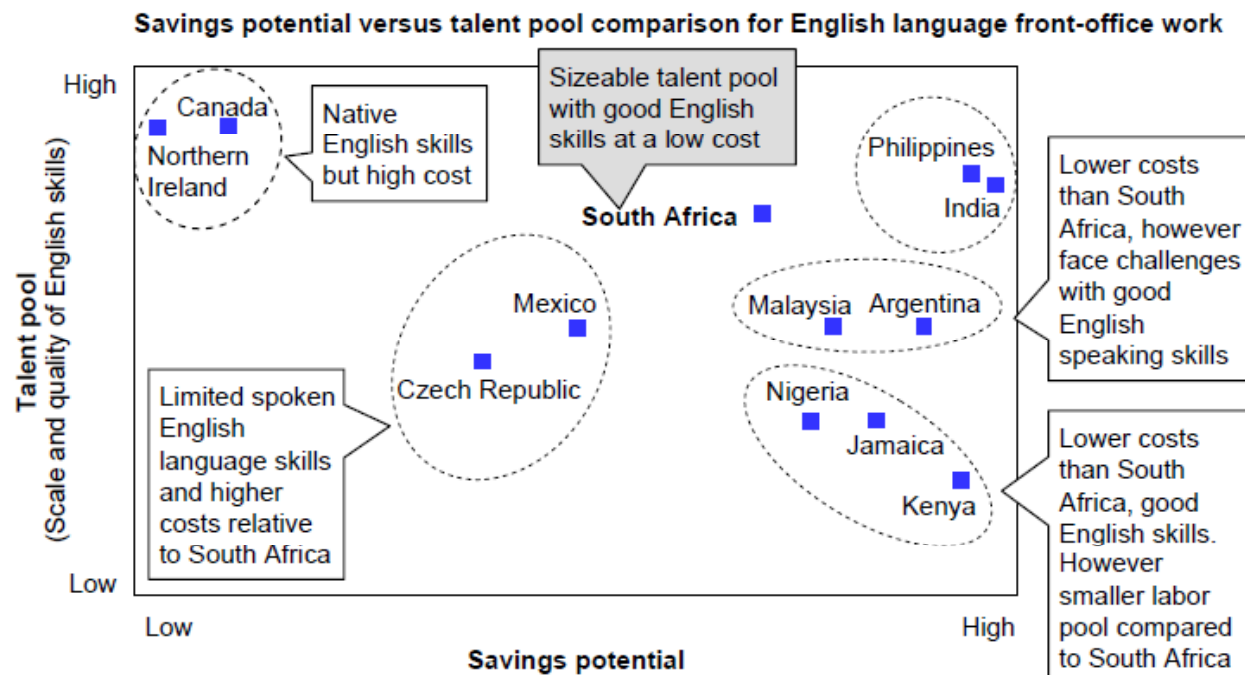 Savings potential versus talent pool comparison for English language front-office work
High
Talent pool
(Scale and quality of English skills)
Low
Canada
Northern
Ireland
Native
English skills
but high cost
Sizeable talent pool
with good English
skills at a low cost
South Africa
Philippines
India
Lower costs
than South
Africa, however
face challenges
with good
English
speaking skills
Mexico
Czech Republic
Malaysia
Argentina
Limited spoken
English
language skills
and higher
costs relative
to South Africa
Nigeria
Jamaica
Kenya
Lower costs
than South
Africa, good
English skills.
However
smaller labor
pool compared
to South Africa
Low
High
Savings potential